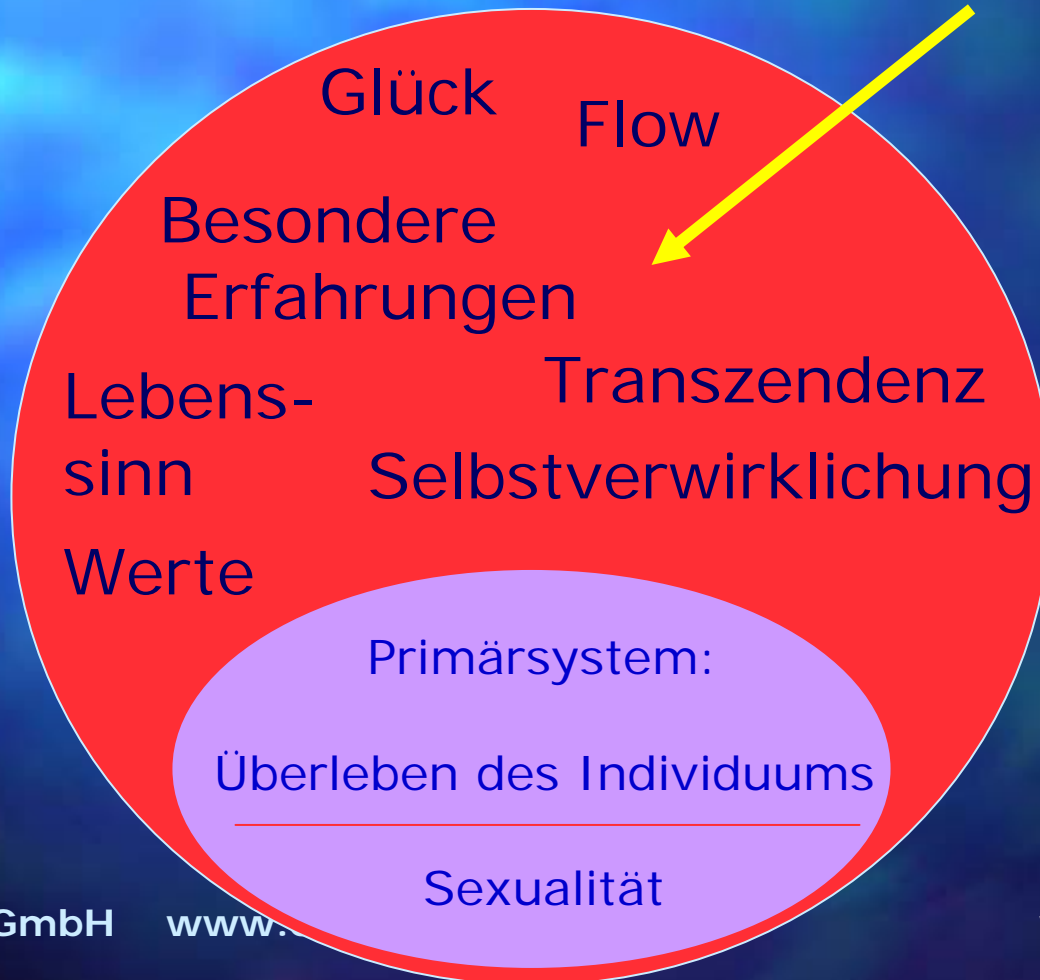 Glück
Flow
Besondere
Erfahrungen
Transzendenz
Lebens-
sinn
Selbstverwirklichung
Werte
Primärsystem:
Überleben des Individuums
Sexualität
GmbH www.